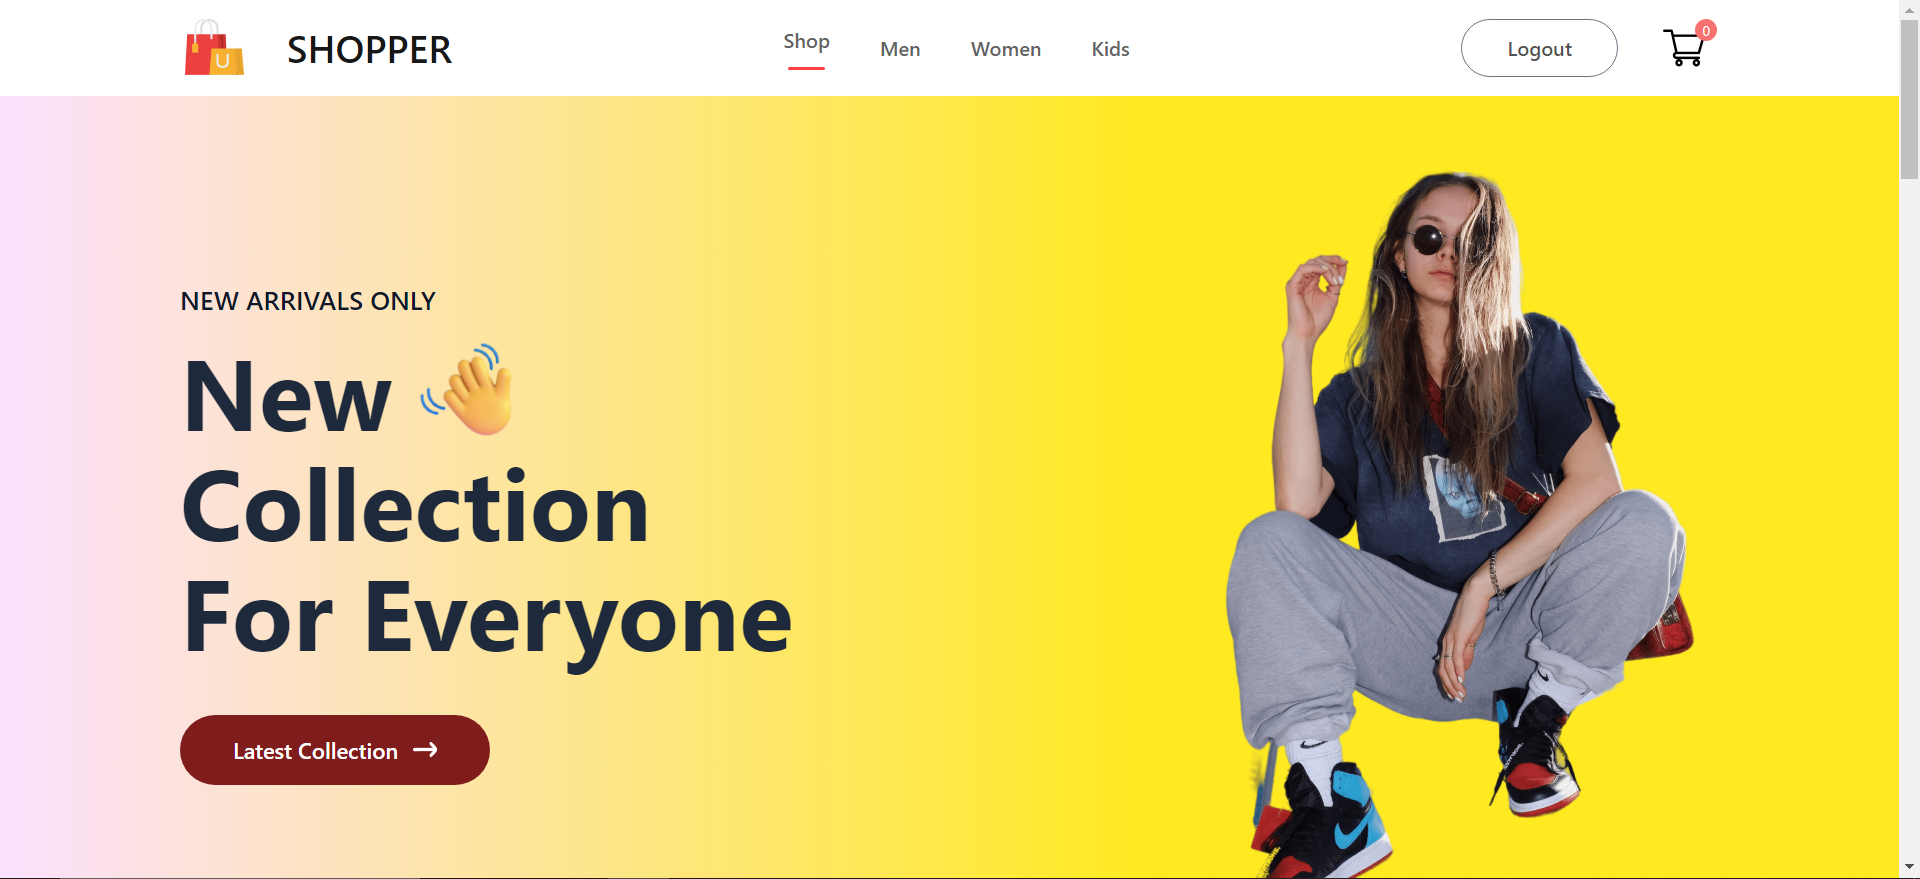 SHOPPER
Shop
Men
Women
Kids
Logout
0
NEW ARRIVALS ONLY
New
Collection
For Everyone
Latest Collection
U